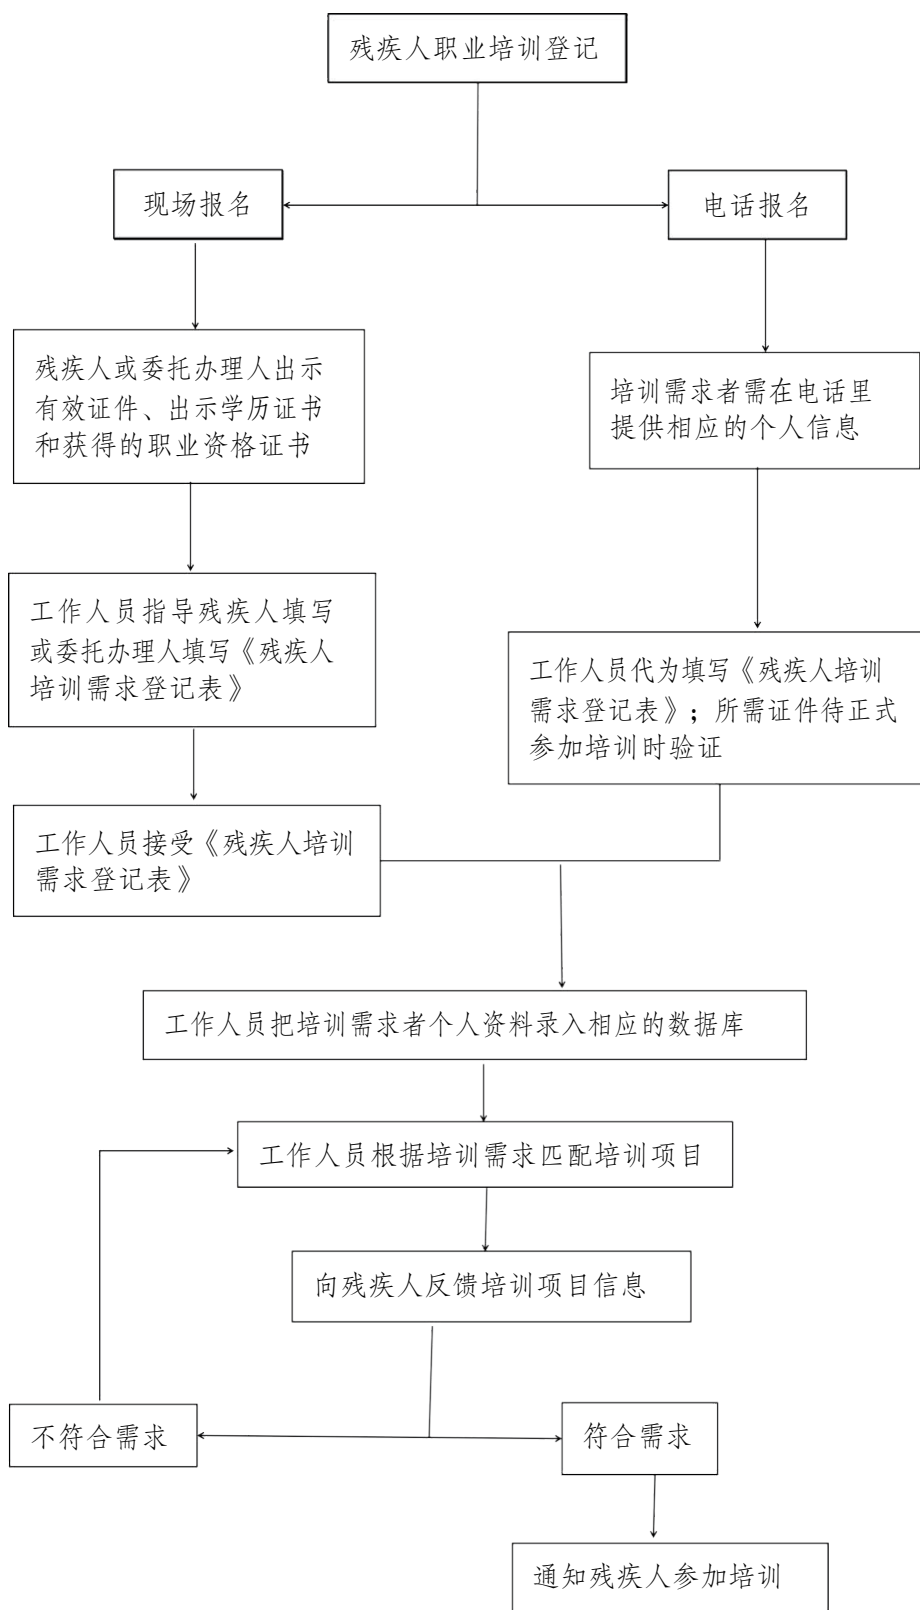 残疾人职业培训登记
现场报名
电话报名
残疾人或委托办理人出示
有效证件、出示学历证书
和获得的职业资格证书
培训需求者需在电话里
提供相应的个人信息
工作人员指导残疾人填写
或委托办理人填写《残疾人
培训需求登记表》
工作人员代为填写《残疾人培训
需求登记表》；所需证件待正式
参加培训时验证
工作人员接受《残疾人培训
需求登记表》
工作人员把培训需求者个人资料录入相应的数据库
工作人员根据培训需求匹配培训项目
向残疾人反馈培训项目信息
不符合需求
符合需求
通知残疾人参加培训